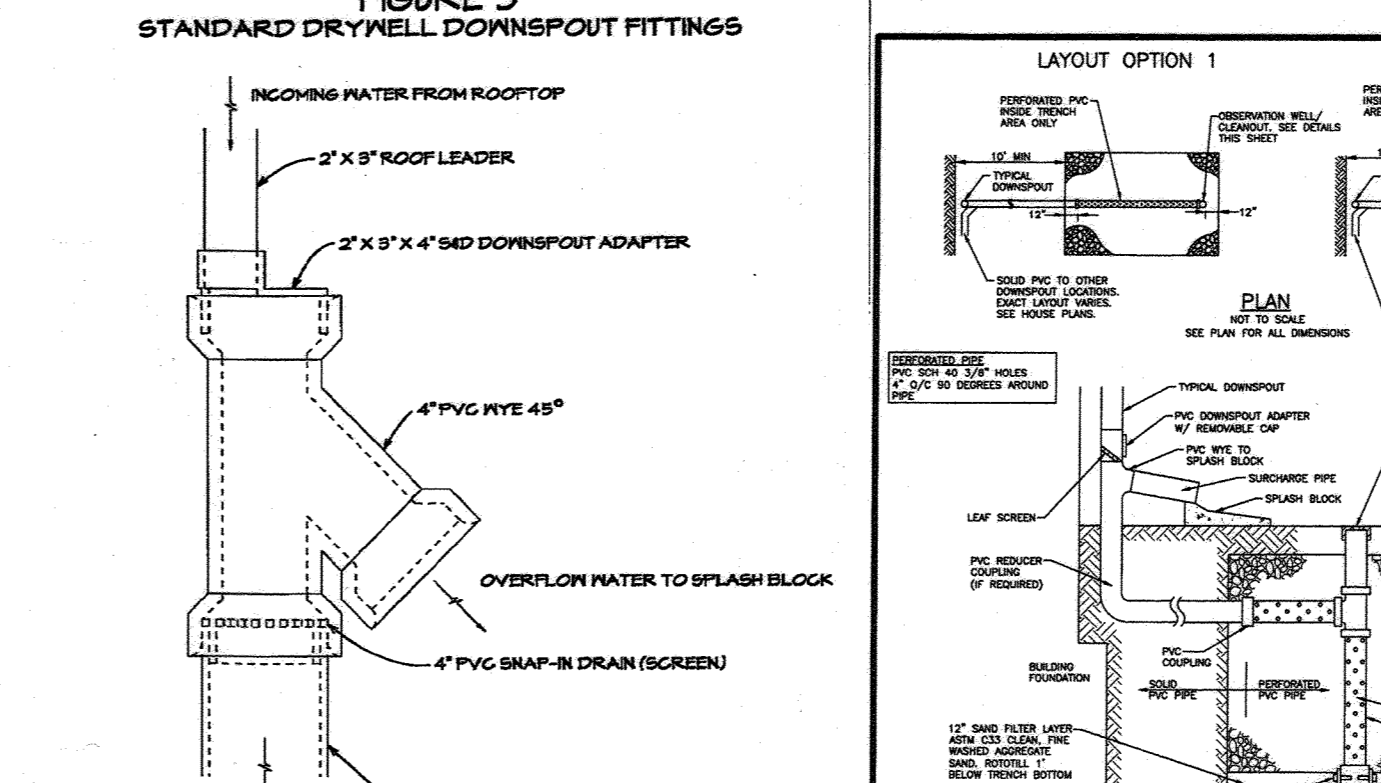 FIGURE 3
STANDARD DRYWELL DOWNSPOUT FITTINGS
INCOMING WATER FROM ROOFTOP
2" X 3" ROOF LEADER
2" X 3" X 4" S&D DOWNSPOUT ADAPTER
4" PVC WYE 45°
OVERFLOW WATER TO SPLASH BLOCK
4" PVC SNAP-IN DRAIN (SCREEN)
LAYOUT OPTION 1
PERFORATED PVC
INSIDE TRENCH
AREA ONLY
OBSERVATION WELL/
CLEANOUT. SEE DETAILS
THIS SHEET
10' MIN
TYPICAL
DOWNSPOUT
12"
12"
SOLID PVC TO OTHER
DOWNSPOUT LOCATIONS.
EXACT LAYOUT VARIES.
SEE HOUSE PLANS.
PLAN
NOT TO SCALE
SEE PLAN FOR ALL DIMENSIONS
PERFORATED PIPE
PVC SCH 40 3/8" HOLES
4" O/C 90 DEGREES AROUND
PIPE
TYPICAL DOWNSPOUT
PVC DOWNSPOUT ADAPTER
W/ REMOVABLE CAP
PVC WYE TO
SPLASH BLOCK
SURCHARGE PIPE
SPLASH BLOCK
LEAF SCREEN
PVC REDUCER
COUPLING
(IF REQUIRED)
PVC
COUPLING
BUILDING
FOUNDATION
SOLID
PVC PIPE
PERFORATED
PVC PIPE
12" SAND FILTER LAYER
ASTM C33 CLEAN, FINE
WASHED AGGREGATE
SAND. ROTOTILL 1'
BELOW TRENCH BOTTOM